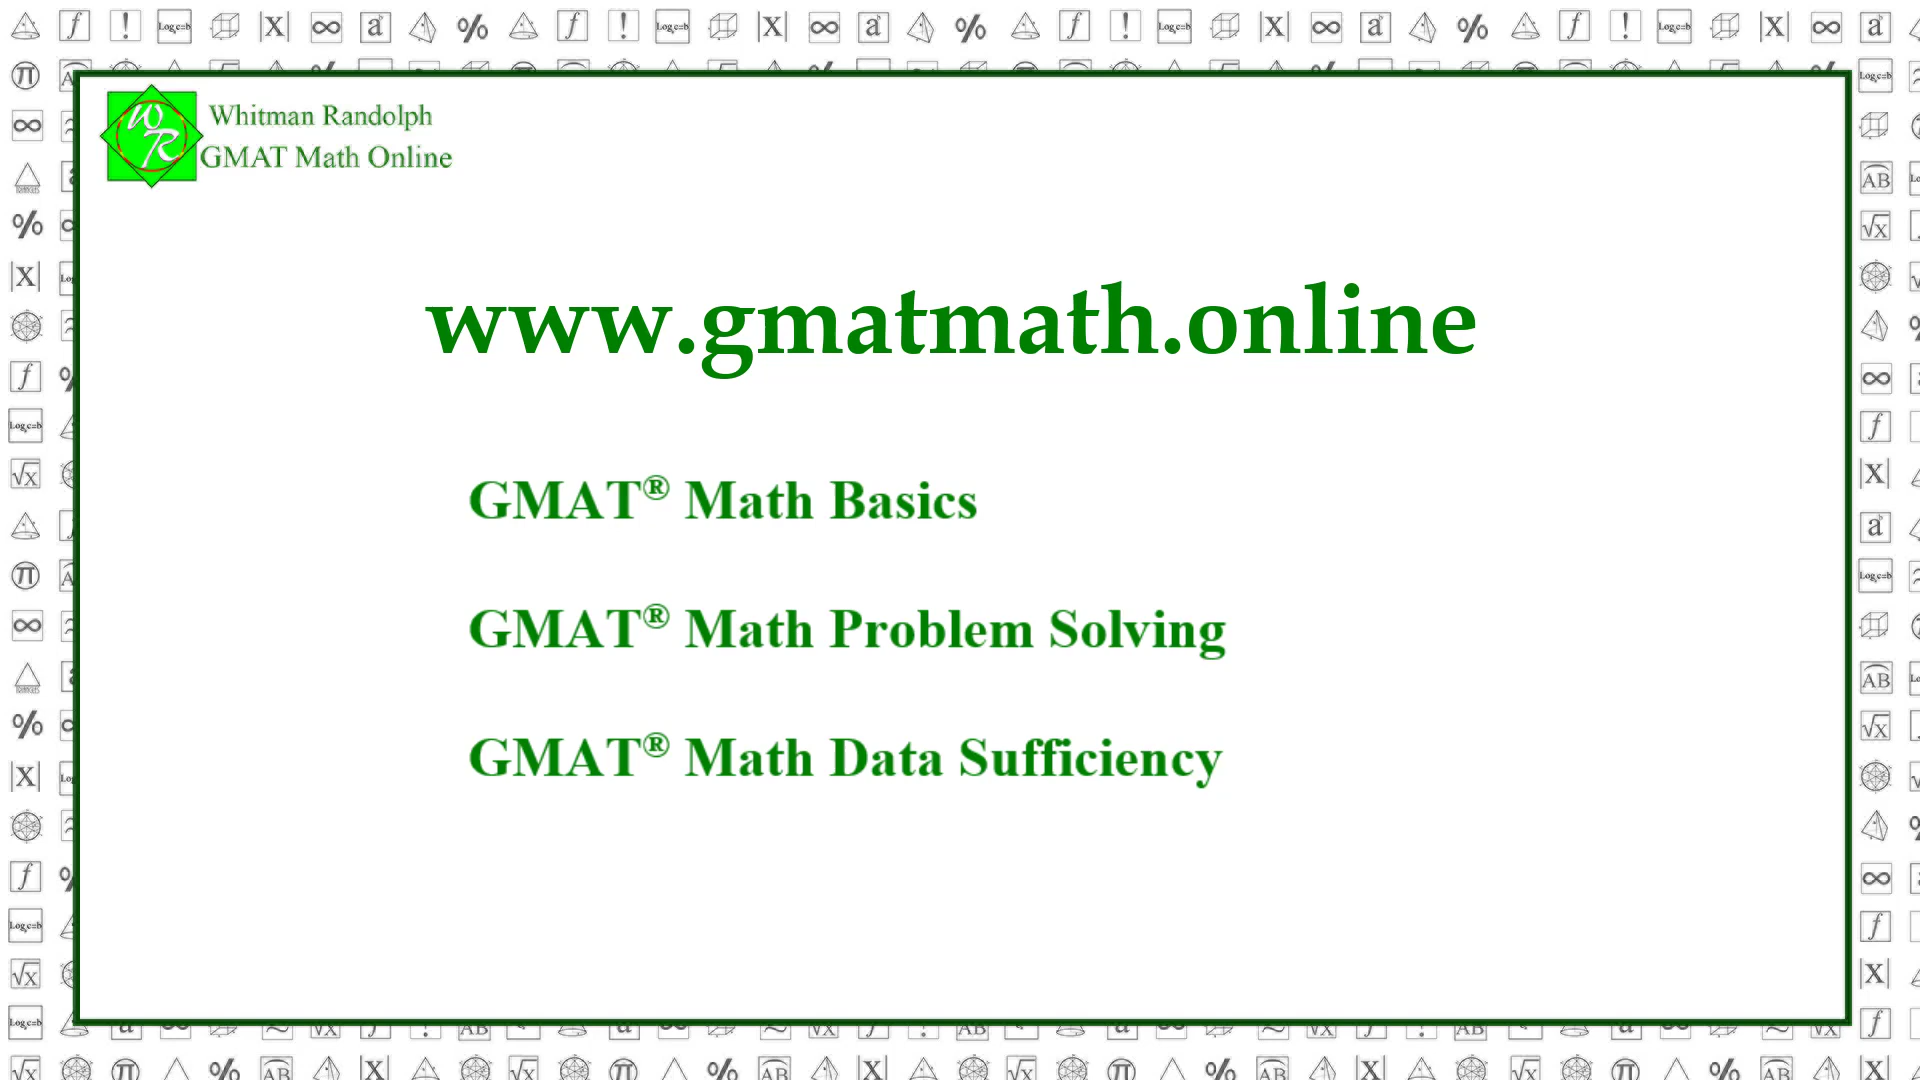 Whitman Randolph
GMAT Math Online
www.gmatmath.online
GMAT® Math Basics
GMAT® Math Problem Solving
GMAT® Math Data Sufficiency